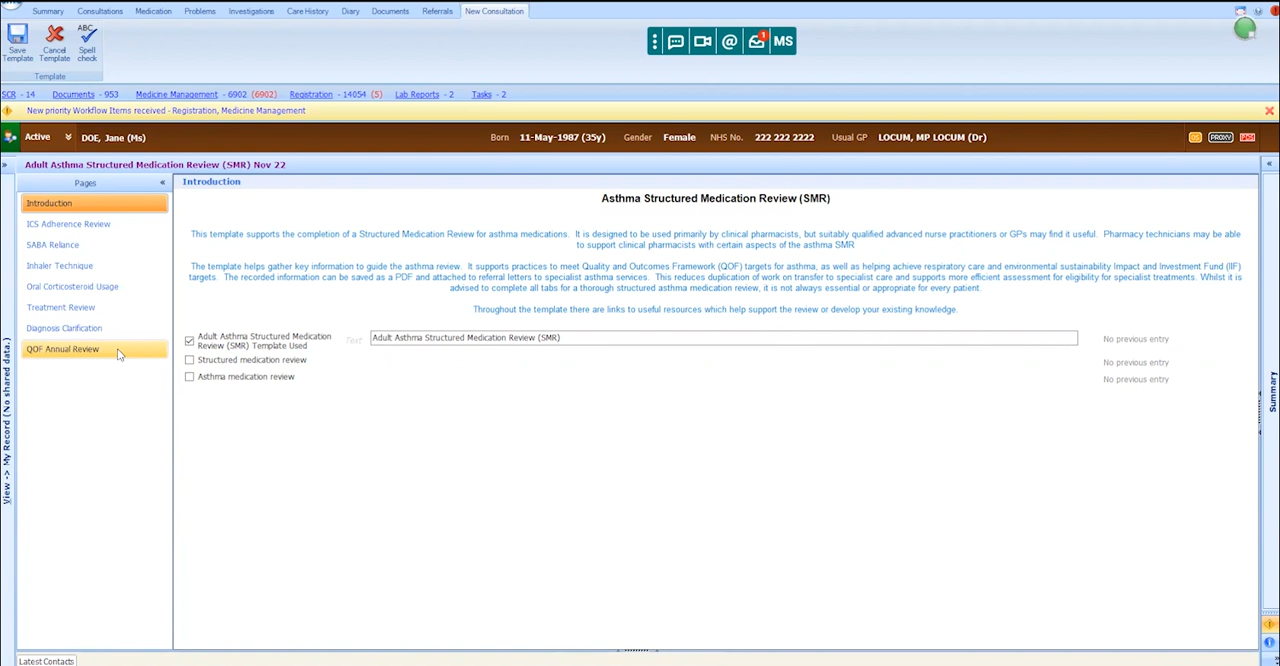 Summary Consultations Medication Problems Investigations Care History Diary Documents Referrals New Consultation
ABC
Save Template
Cancel Template
Spell check
Template
@ 1 MS
SCR - 14 Documents - 953 Medicine Management - 6902 (6902) Registration - 14054 (5) Lab Reports - 2 Tasks - 2
New priority Workflow Items received - Registration, Medicine Management
Active DOE, Jane (Ms) Born 11-May-1987 (35y) Gender Female NHS No. 222 222 2222 Usual GP LOCUM, MP LOCUM (Dr) PROXY
Adult Asthma Structured Medication Review (SMR) Nov 22
Pages
Introduction
ICS Adherence Review
SABA Reliance
Inhaler Technique
Oral Corticosteroid Usage
Treatment Review
Diagnosis Clarification
QOF Annual Review
View -> My Record (No shared data.)
Introduction
Asthma Structured Medication Review (SMR)
This template supports the completion of a Structured Medication Review for asthma medications. It is designed to be used primarily by clinical pharmacists, but suitably qualified advanced nurse practitioners or GPs may find it useful. Pharmacy technicians may be able
to support clinical pharmacists with certain aspects of the asthma SMR
The template helps gather key information to guide the asthma review. It supports practices to meet Quality and Outcomes Framework (QOF) targets for asthma, as well as helping achieve respiratory care and environmental sustainability Impact and Investment Fund (IIF)
targets. The recorded information can be saved as a PDF and attached to referral letters to specialist asthma services. This reduces duplication of work on transfer to specialist care and supports more efficient assessment for eligibility for specialist treatments. Whilst it is
advised to complete all tabs for a thorough structured asthma medication review, it is not always essential or appropriate for every patient.
Throughout the template there are links to useful resources which help support the review or develop your existing knowledge.
Adult Asthma Structured Medication
Review (SMR) Template Used
Text
Adult Asthma Structured Medication Review (SMR)
No previous entry
Structured medication review
No previous entry
Asthma medication review
No previous entry
Summary
Latest Contacts